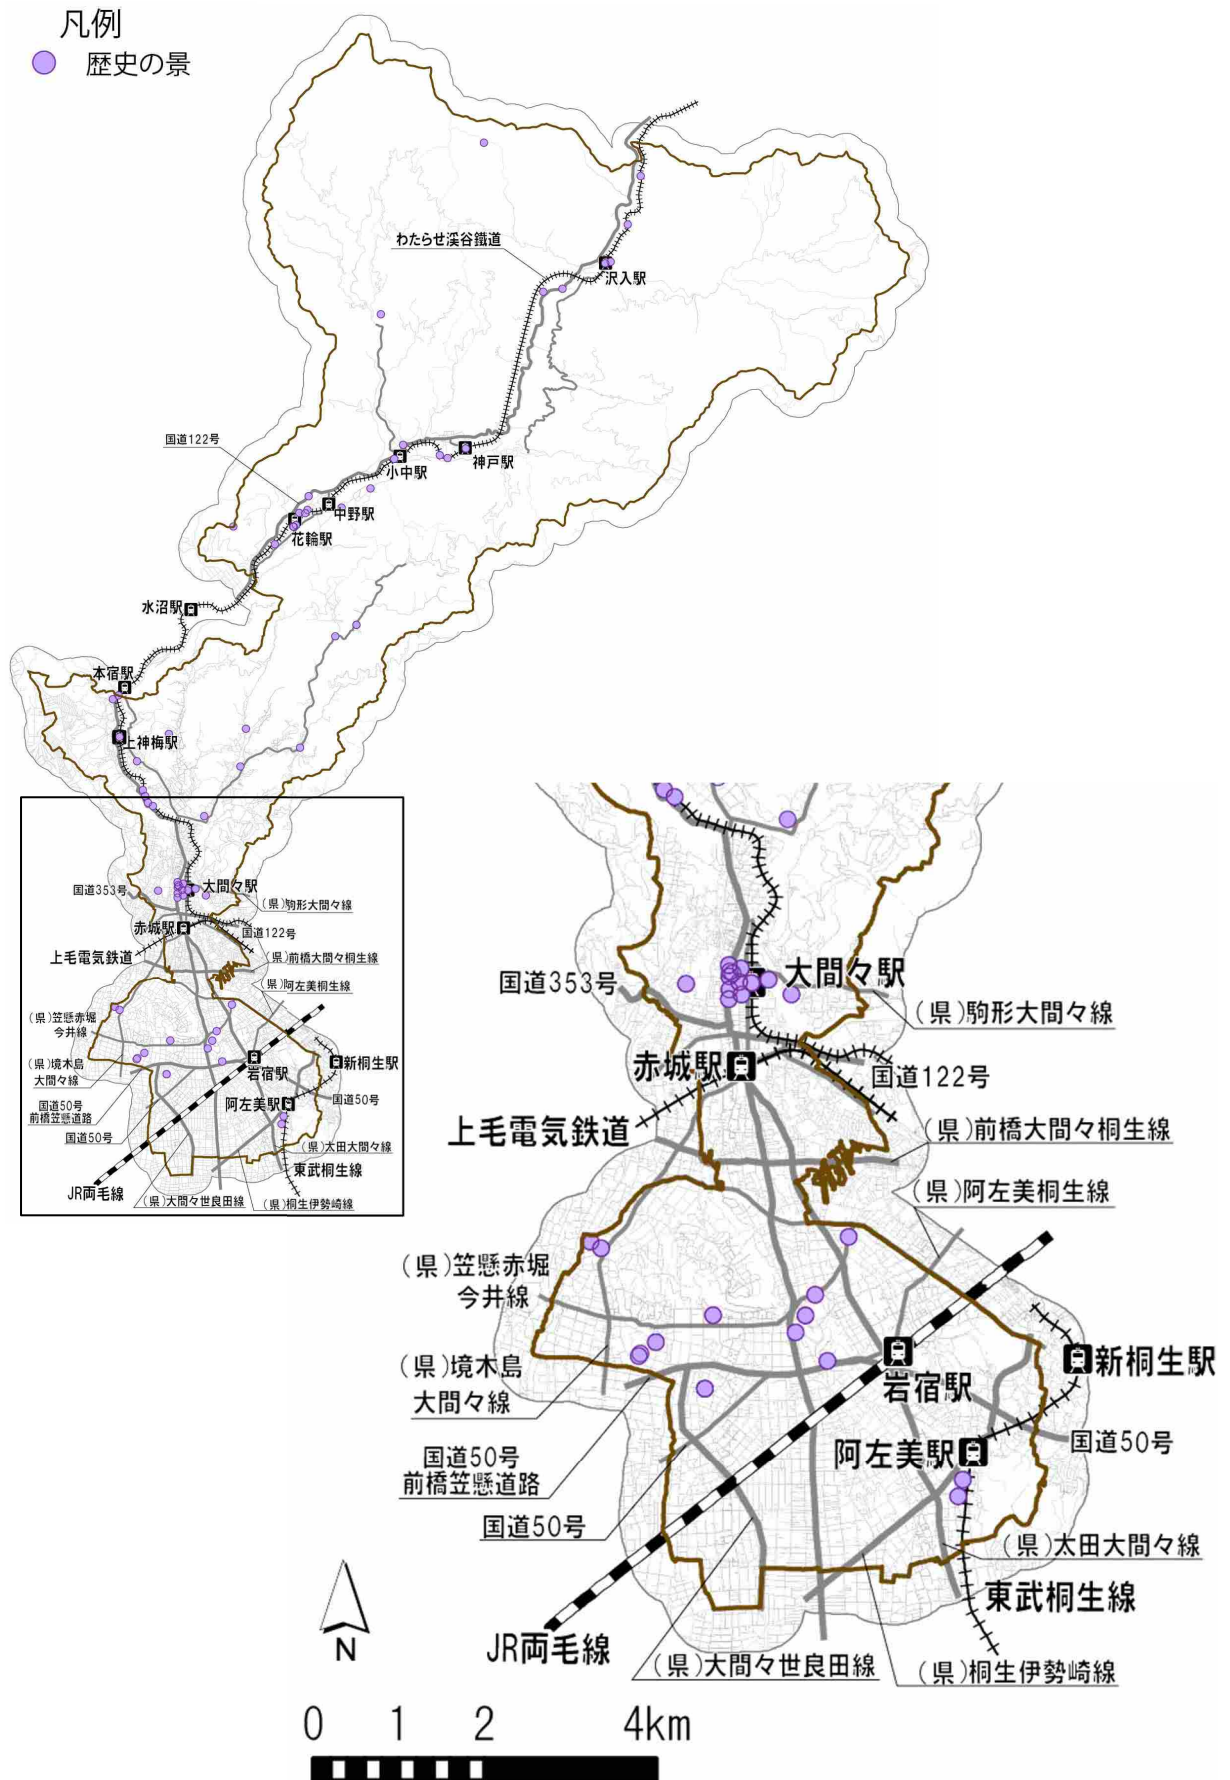 凡例
歴史の景
わたらせ渓谷鐵道
沢入駅
国道122号
神戸駅
小中駅
中野駅
花輪駅
水沼駅
本宿駅
上神梅駅
国道353号
大間々駅
(県)駒形大間々線
赤城駅
国道122号
上毛電気鉄道
(県)前橋大間々桐生線
(県)阿左美桐生線
(県)笠懸赤堀
今井線
(県)境木島
大間々線
岩宿駅
新桐生駅
国道50号
前橋笠懸道路
阿左美駅
国道50号
国道50号
(県)太田大間々線
東武桐生線
JR両毛線
(県)大間々世良田線
(県)桐生伊勢崎線
国道353号
大間々駅
(県)駒形大間々線
赤城駅
国道122号
上毛電気鉄道
(県)前橋大間々桐生線
(県)阿左美桐生線
(県)笠懸赤堀
今井線
(県)境木島
大間々線
岩宿駅
新桐生駅
国道50号
前橋笠懸道路
阿左美駅
国道50号
国道50号
(県)太田大間々線
東武桐生線
JR両毛線
(県)大間々世良田線
(県)桐生伊勢崎線
N
0 1 2 4km